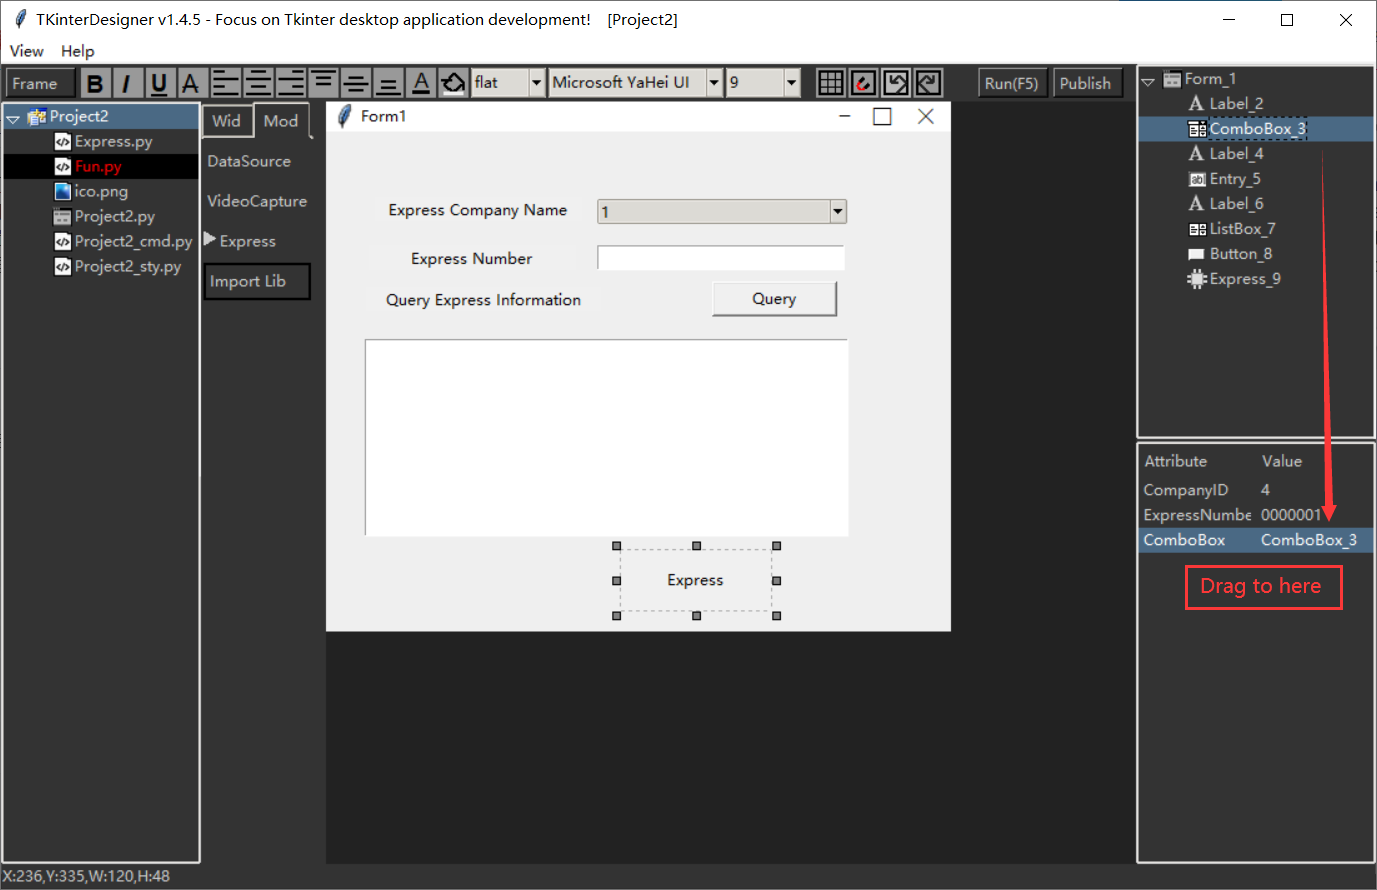 TKinterDesigner v1.4.5 - Focus on Tkinter desktop application development! [Project2]
View Help
Frame B I U A A flat Microsoft YaHei UI 9 Run(F5) Publish
Project2
Express.py
Fun.py
ico.png
Project2.py
Project2_cmd.py
Project2_sty.py
Wid Mod
DataSource
VideoCapture
Express
Import Lib
Form1
Express Company Name 1
Express Number
Query Express Information Query
Express
Form_1
Label_2
ComboBox_3
Label_4
Entry_5
Label_6
ListBox_7
Button_8
Express_9
Attribute Value
CompanyID 4
ExpressNumbe 0000001
ComboBox ComboBox_3
Drag to here
X:236,Y:335,W:120,H:48